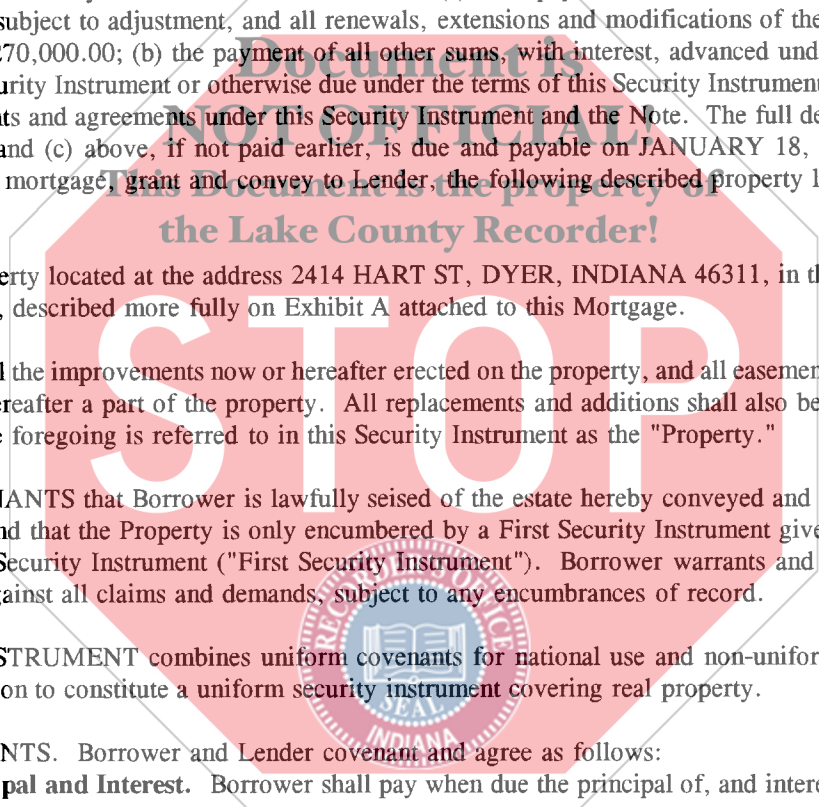 subject to adjustment, and all renewals, extensions and modifications of the
270,000.00; (b) the payment of all other sums, with interest, advanced und
Document is
urity Instrument or otherwise due under the terms of this Security Instrument
NOT OFFICIAL!
ts and agreements under this Security Instrument and the Note. The full de
and (c) above, if not paid earlier, is due and payable on JANUARY 18,
mortgage, grant and convey to Lender, the following described property l
This Document is the property of
the Lake County Recorder!
erty located at the address 2414 HART ST, DYER, INDIANA 46311, in th
, described more fully on Exhibit A attached to this Mortgage.
STOP
l the improvements now or hereafter erected on the property, and all easemen
ereafter a part of the property. All replacements and additions shall also be
e foregoing is referred to in this Security Instrument as the "Property."
NANTS that Borrower is lawfully seised of the estate hereby conveyed and
nd that the Property is only encumbered by a First Security Instrument give
Security Instrument ("First Security Instrument"). Borrower warrants and
gainst all claims and demands, subject to any encumbrances of record.
RECORDER'S OFFICE
SEAL
INDIANA
STRUMENT combines uniform covenants for national use and non-unifor
on to constitute a uniform security instrument covering real property.
NTS. Borrower and Lender covenant and agree as follows:
pal and Interest. Borrower shall pay when due the principal of, and intere